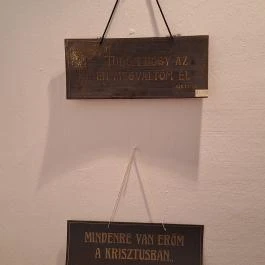 TUDOM HOGY AZ
ÉN MEGVÁLTÓM ÉL
MINDENRE VAN ERŐM
A KRISZTUSBAN..